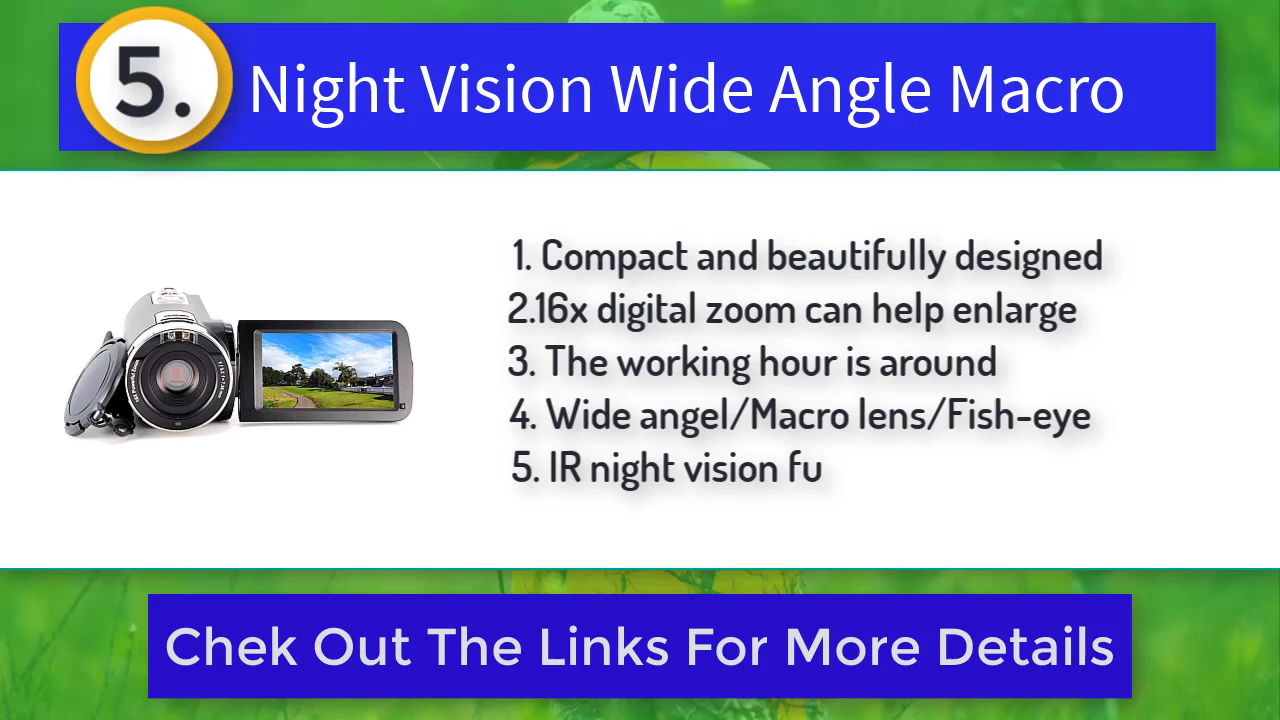 5.
Night Vision Wide Angle Macro
1. Compact and beautifully designed
2.16x digital zoom can help enlarge
3. The working hour is around
4. Wide angel/Macro lens/Fish-eye
5. IR night vision fu
Chek Out The Links For More Details